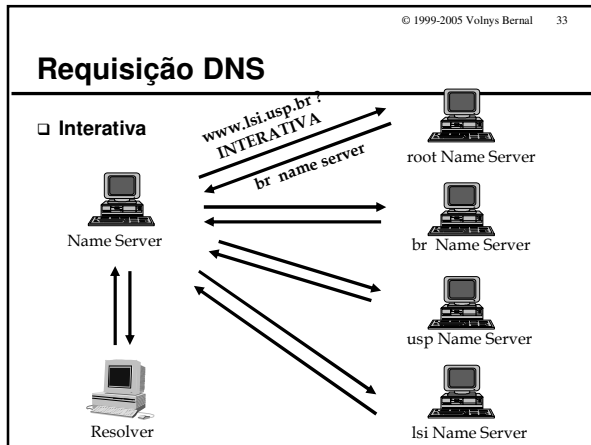 © 1999-2005 Volnys Bernal 33
Requisição DNS
❑ Interativa
www.lsi.usp.br ?
INTERATIVA
br name server
root Name Server
Name Server
br Name Server
usp Name Server
Resolver
lsi Name Server